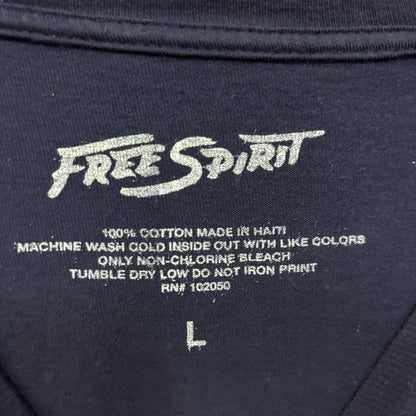 FREE SPIRIT
100% COTTON MADE IN HAITI
MACHINE WASH COLD INSIDE OUT WITH LIKE COLORS
ONLY NON-CHLORINE BLEACH
TUMBLE DRY LOW DO NOT IRON PRINT
RN# 102050
L